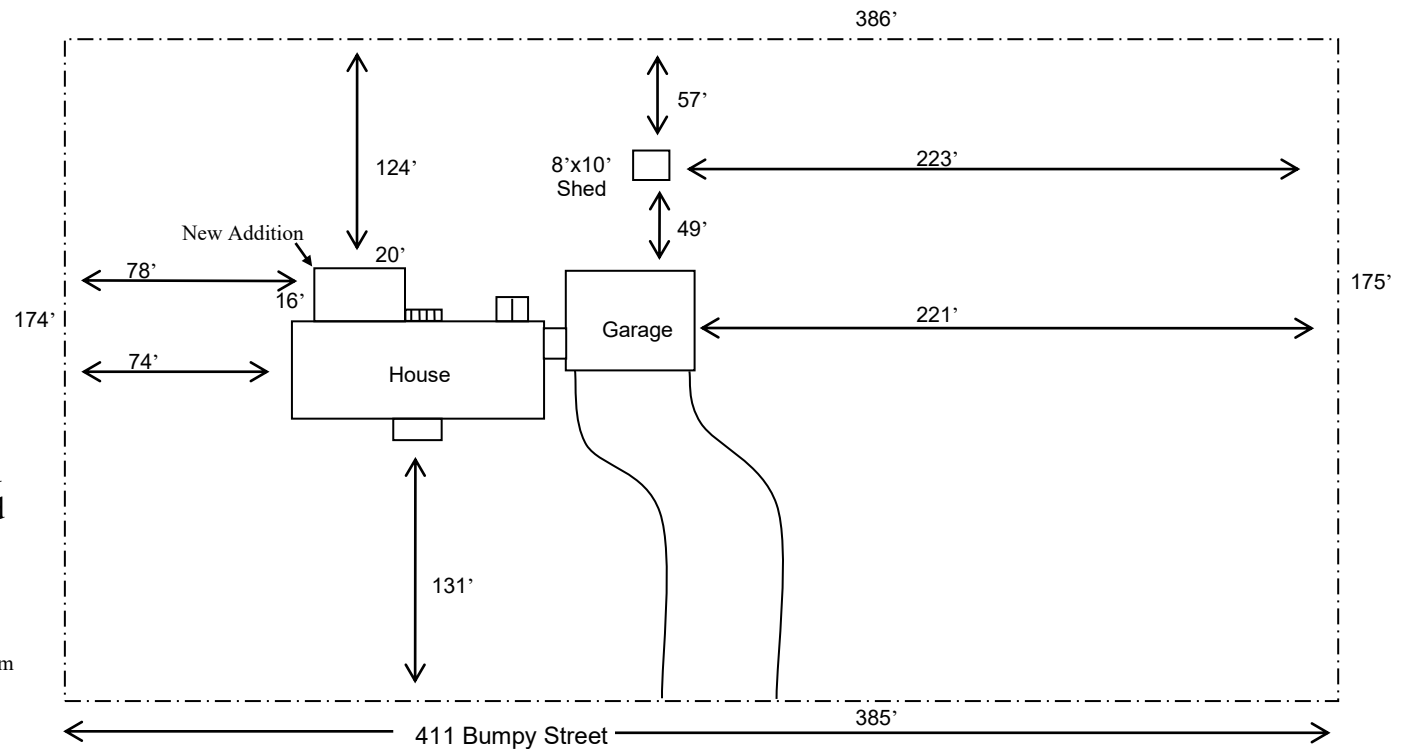 386’
57’
8’x10’
Shed
223’
124’
49’
New Addition
20’
78’
16’
175’
174’
Garage
221’
74’
House
131’
385’
411 Bumpy Street